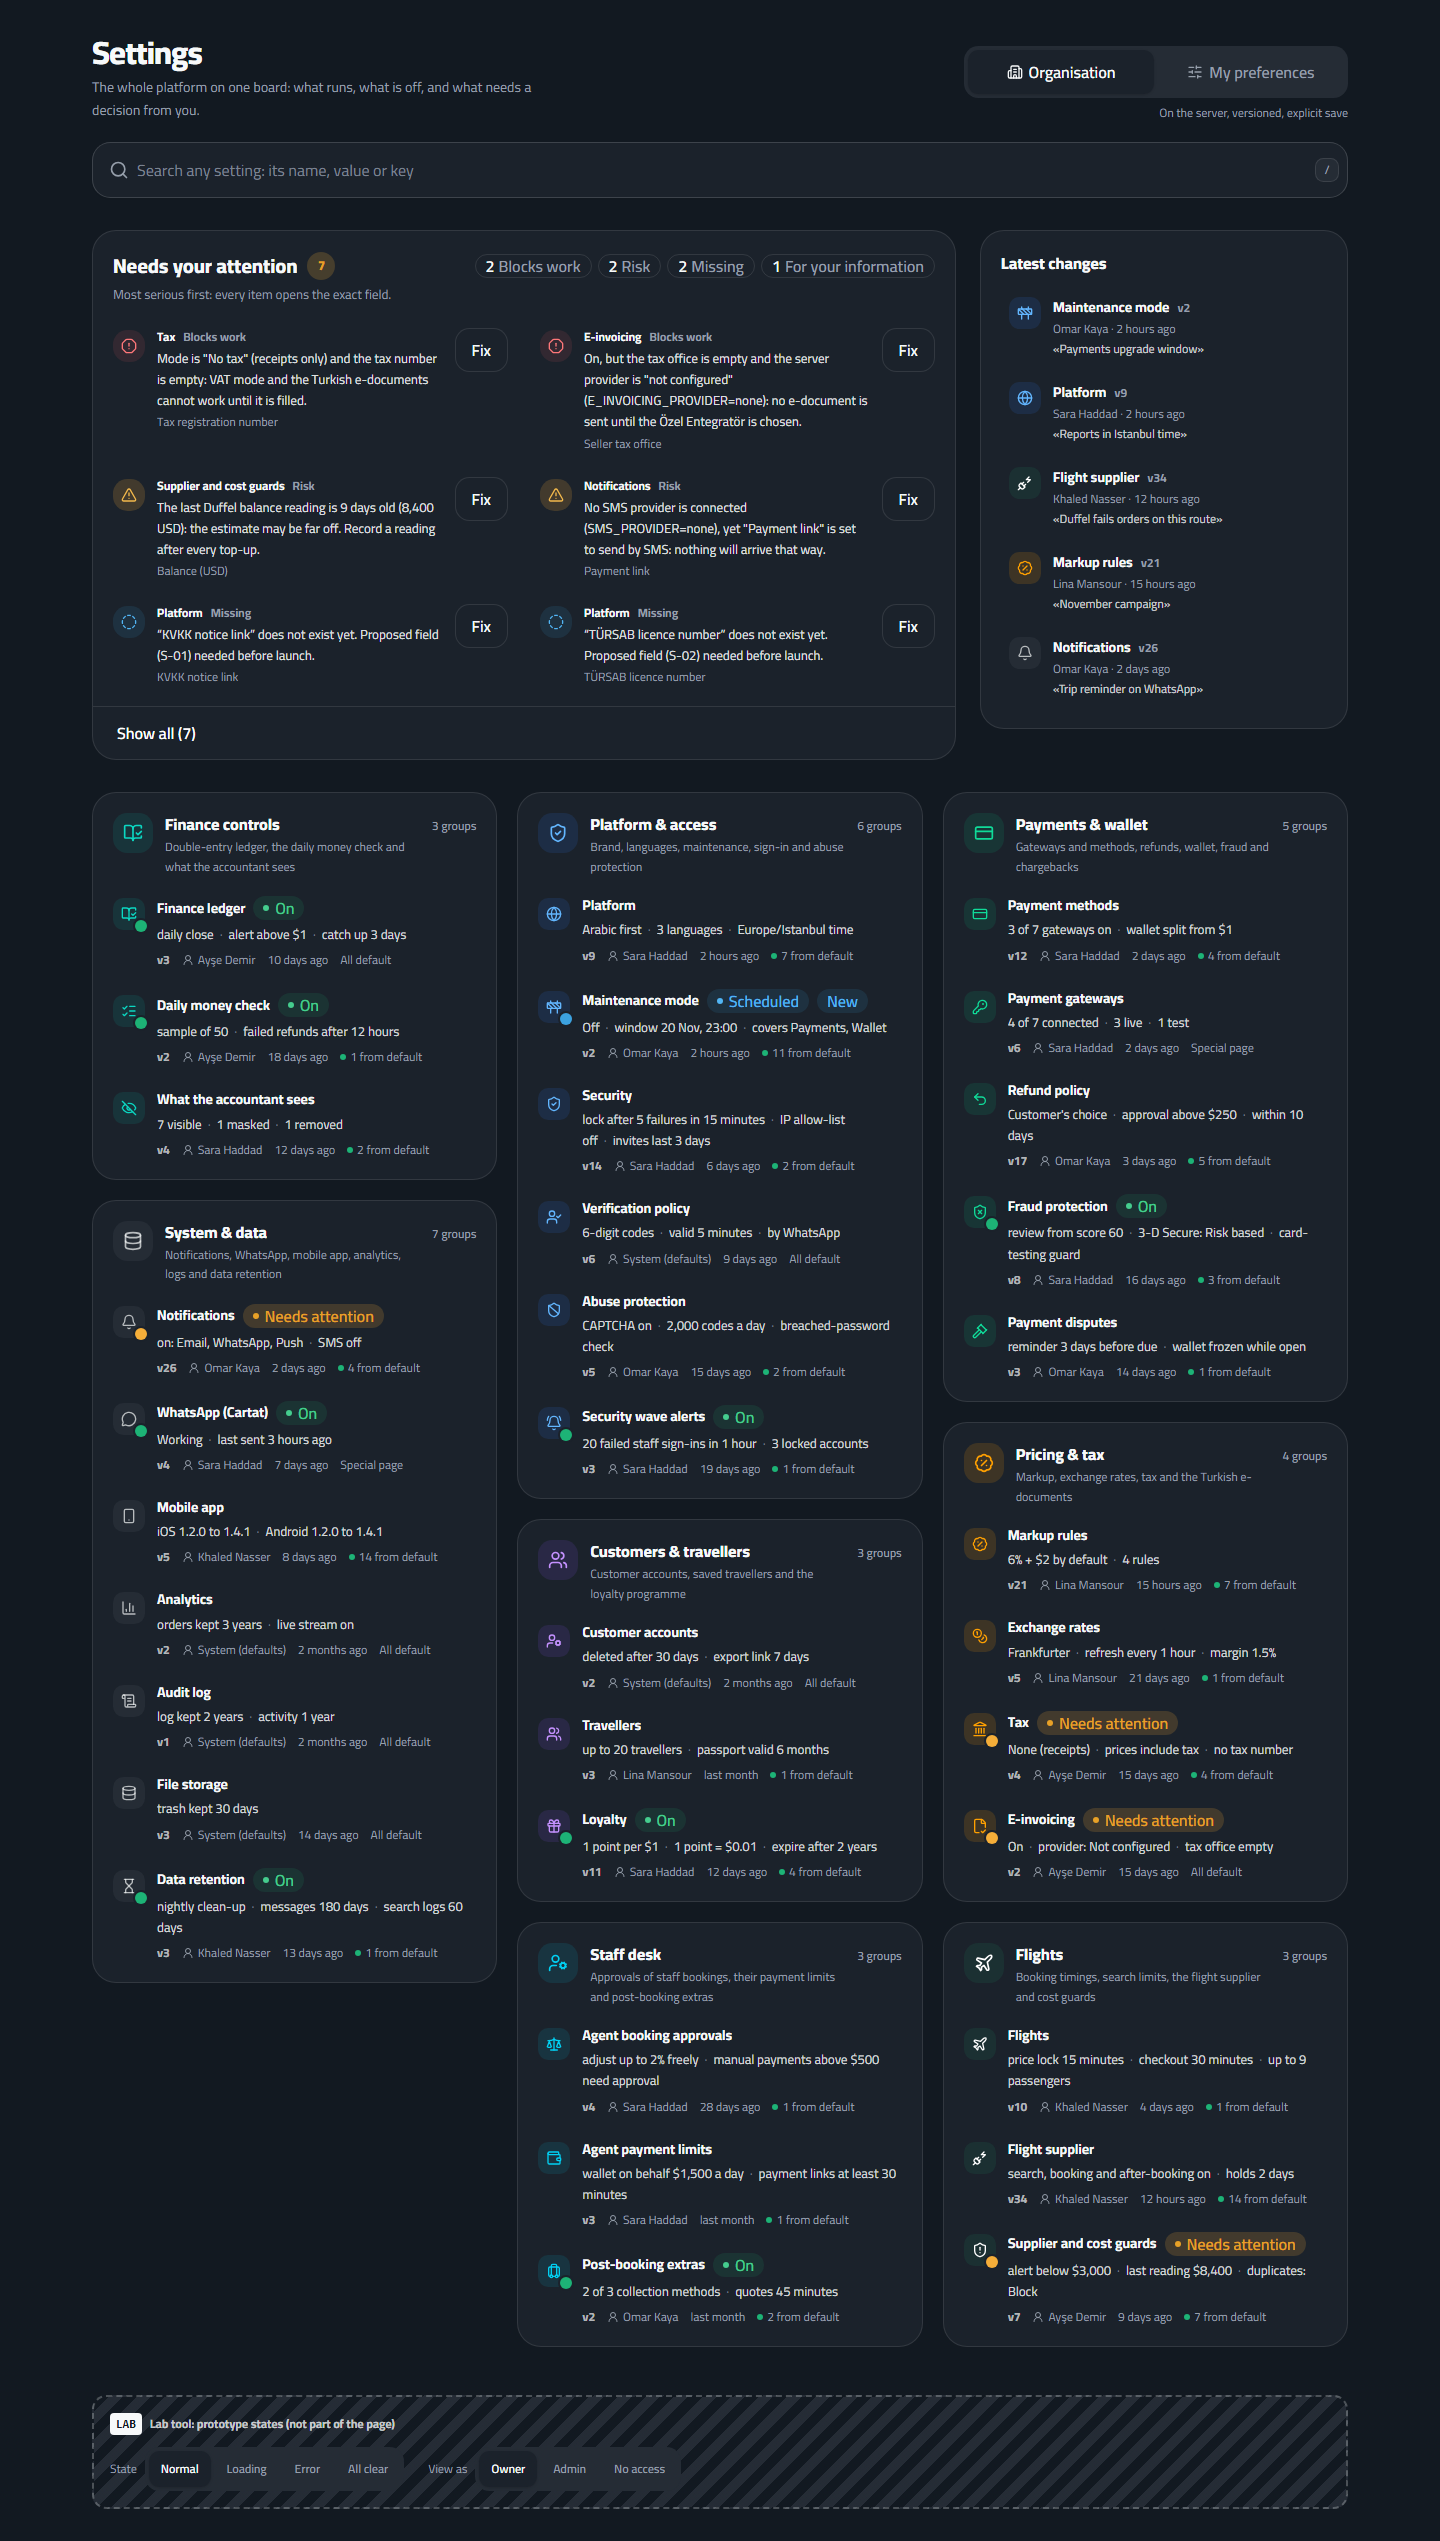 Settings
The whole platform on one board: what runs, what is off, and what needs a
decision from you.
Organisation
My preferences
On the server, versioned, explicit save
Search any setting: its name, value or key
/
Needs your attention 7
2 Blocks work
2 Risk
2 Missing
1 For your information
Most serious first: every item opens the exact field.
Tax Blocks work
Mode is "No tax" (receipts only) and the tax number
is empty: VAT mode and the Turkish e-documents
cannot work until it is filled.
Tax registration number
Fix
E-invoicing Blocks work
On, but the tax office is empty and the server
provider is "not configured"
(E_INVOICING_PROVIDER=none): no e-document is
sent until the Özel Entegratör is chosen.
Seller tax office
Fix
Supplier and cost guards Risk
The last Duffel balance reading is 9 days old (8,400
USD): the estimate may be far off. Record a reading
after every top-up.
Balance (USD)
Fix
Notifications Risk
No SMS provider is connected
(SMS_PROVIDER=none), yet "Payment link" is set
to send by SMS: nothing will arrive that way.
Payment link
Fix
Platform Missing
“KVKK notice link” does not exist yet. Proposed field
(S-01) needed before launch.
KVKK notice link
Fix
Platform Missing
“TÜRSAB licence number” does not exist yet.
Proposed field (S-02) needed before launch.
TÜRSAB licence number
Fix
Show all (7)
Latest changes
Maintenance mode v2
Omar Kaya · 2 hours ago
«Payments upgrade window»
Platform v9
Sara Haddad · 2 hours ago
«Reports in Istanbul time»
Flight supplier v34
Khaled Nasser · 12 hours ago
«Duffel fails orders on this route»
Markup rules v21
Lina Mansour · 15 hours ago
«November campaign»
Notifications v26
Omar Kaya · 2 days ago
«Trip reminder on WhatsApp»
Finance controls
3 groups
Double-entry ledger, the daily money check and
what the accountant sees
Finance ledger On
daily close · alert above $1 · catch up 3 days
v3 Ayşe Demir 10 days ago All default
Daily money check On
sample of 50 · failed refunds after 12 hours
v2 Ayşe Demir 18 days ago 1 from default
What the accountant sees
7 visible · 1 masked · 1 removed
v4 Sara Haddad 12 days ago 2 from default
System & data
7 groups
Notifications, WhatsApp, mobile app, analytics,
logs and data retention
Notifications Needs attention
on: Email, WhatsApp, Push · SMS off
v26 Omar Kaya 2 days ago 4 from default
WhatsApp (Cartat) On
Working · last sent 3 hours ago
v4 Sara Haddad 7 days ago Special page
Mobile app
iOS 1.2.0 to 1.4.1 · Android 1.2.0 to 1.4.1
v5 Khaled Nasser 8 days ago 14 from default
Analytics
orders kept 3 years · live stream on
v2 System (defaults) 2 months ago All default
Audit log
log kept 2 years · activity 1 year
v1 System (defaults) 2 months ago All default
File storage
trash kept 30 days
v3 System (defaults) 14 days ago All default
Data retention On
nightly clean-up · messages 180 days · search logs 60
days
v3 Khaled Nasser 13 days ago 1 from default
Platform & access
6 groups
Brand, languages, maintenance, sign-in and abuse
protection
Platform
Arabic first · 3 languages · Europe/Istanbul time
v9 Sara Haddad 2 hours ago 7 from default
Maintenance mode Scheduled New
Off · window 20 Nov, 23:00 · covers Payments, Wallet
v2 Omar Kaya 2 hours ago 11 from default
Security
lock after 5 failures in 15 minutes · IP allow-list
off · invites last 3 days
v14 Sara Haddad 6 days ago 2 from default
Verification policy
6-digit codes · valid 5 minutes · by WhatsApp
v6 System (defaults) 9 days ago All default
Abuse protection
CAPTCHA on · 2,000 codes a day · breached-password
check
v5 Omar Kaya 15 days ago 2 from default
Security wave alerts On
20 failed staff sign-ins in 1 hour · 3 locked accounts
v3 Sara Haddad 19 days ago 1 from default
Customers & travellers
3 groups
Customer accounts, saved travellers and the
loyalty programme
Customer accounts
deleted after 30 days · export link 7 days
v2 System (defaults) 2 months ago All default
Travellers
up to 20 travellers · passport valid 6 months
v3 Lina Mansour last month 1 from default
Loyalty On
1 point per $1 · 1 point = $0.01 · expire after 2 years
v11 Sara Haddad 12 days ago 4 from default
Staff desk
3 groups
Approvals of staff bookings, their payment limits
and post-booking extras
Agent booking approvals
adjust up to 2% freely · manual payments above $500
need approval
v4 Sara Haddad 28 days ago 1 from default
Agent payment limits
wallet on behalf $1,500 a day · payment links at least 30
minutes
v3 Sara Haddad last month 1 from default
Post-booking extras On
2 of 3 collection methods · quotes 45 minutes
v2 Omar Kaya last month 2 from default
Payments & wallet
5 groups
Gateways and methods, refunds, wallet, fraud and
chargebacks
Payment methods
3 of 7 gateways on · wallet split from $1
v12 Sara Haddad 2 days ago 4 from default
Payment gateways
4 of 7 connected · 3 live · 1 test
v6 Sara Haddad 2 days ago Special page
Refund policy
Customer's choice · approval above $250 · within 10
days
v17 Omar Kaya 3 days ago 5 from default
Fraud protection On
review from score 60 · 3-D Secure: Risk based · card-
testing guard
v8 Sara Haddad 16 days ago 3 from default
Payment disputes
reminder 3 days before due · wallet frozen while open
v3 Omar Kaya 14 days ago 1 from default
Pricing & tax
4 groups
Markup, exchange rates, tax and the Turkish e-
documents
Markup rules
6% + $2 by default · 4 rules
v21 Lina Mansour 15 hours ago 7 from default
Exchange rates
Frankfurter · refresh every 1 hour · margin 1.5%
v5 Lina Mansour 21 days ago 1 from default
Tax Needs attention
None (receipts) · prices include tax · no tax number
v4 Ayşe Demir 15 days ago 4 from default
E-invoicing Needs attention
On · provider: Not configured · tax office empty
v2 Ayşe Demir 15 days ago All default
Flights
3 groups
Booking timings, search limits, the flight supplier
and cost guards
Flights
price lock 15 minutes · checkout 30 minutes · up to 9
passengers
v10 Khaled Nasser 4 days ago 1 from default
Flight supplier
search, booking and after-booking on · holds 2 days
v34 Khaled Nasser 12 hours ago 14 from default
Supplier and cost guards Needs attention
alert below $3,000 · last reading $8,400 · duplicates:
Block
v7 Ayşe Demir 9 days ago 7 from default
LAB Lab tool: prototype states (not part of the page)
State Normal Loading Error All clear View as Owner Admin No access